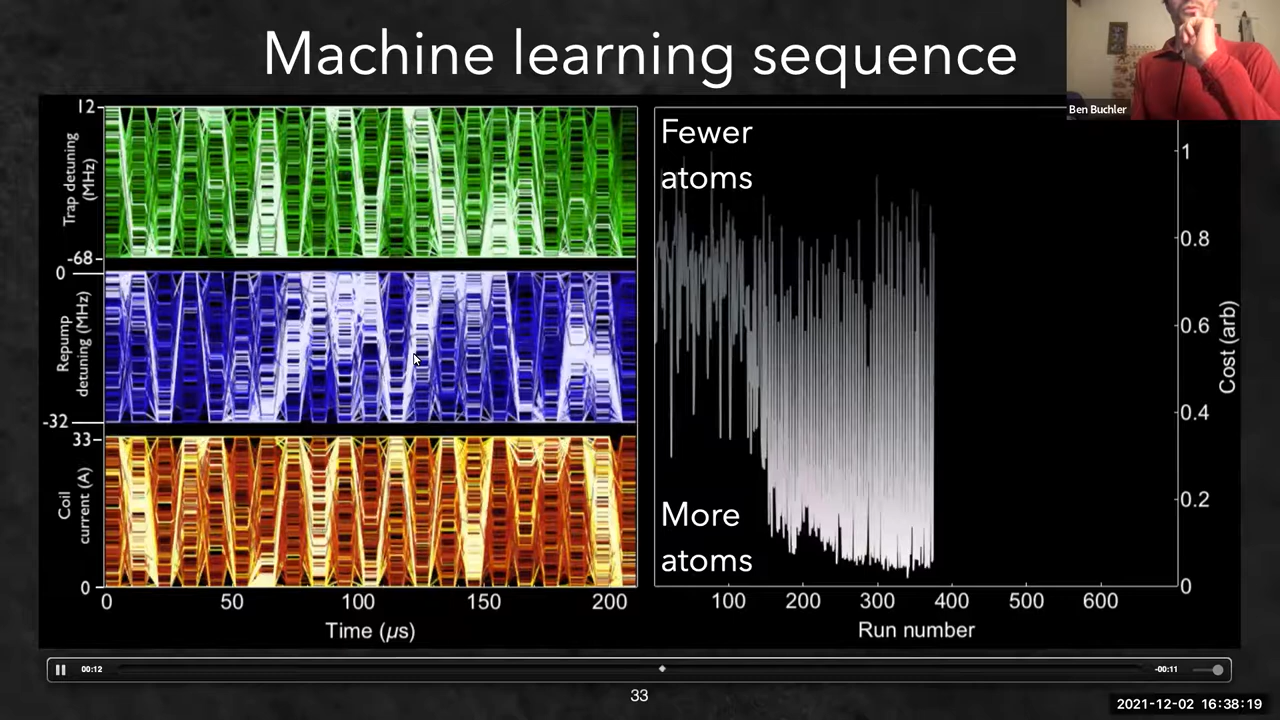 Machine learning sequence
Ben Buchler
12
Trap detuning
(MHz)
-68
0
Repump
detuning (MHz)
-32
33
Coil
current (A)
0
0 50 100 150 200
Time (μs)
Fewer
atoms
More
atoms
1
0.8
0.6
0.4
0.2
0
Cost (arb)
100 200 300 400 500 600
Run number
00:12
-00:11
33
2021-12-02 16:38:19